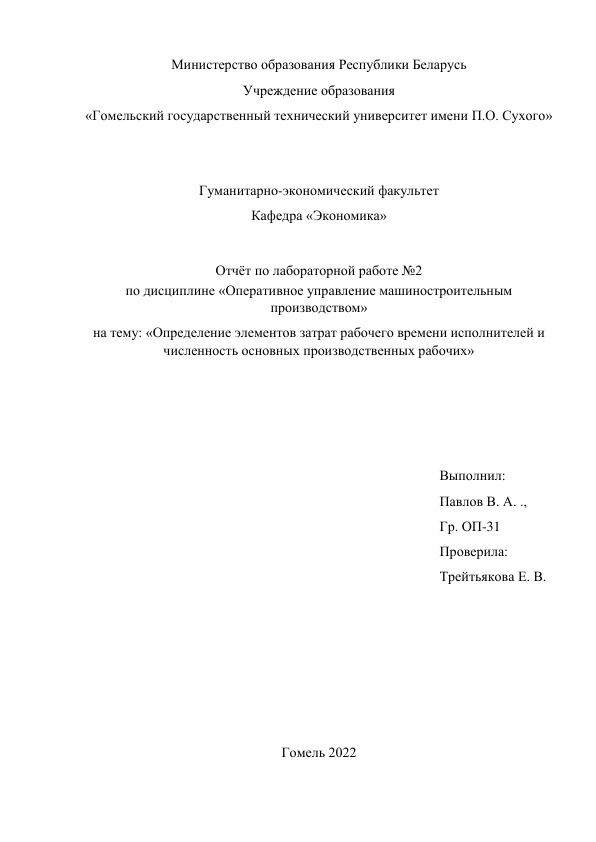 Министерство образования Республики Беларусь
Учреждение образования
«Гомельский государственный технический университет имени П.О. Сухого»
Гуманитарно-экономический факультет
Кафедра «Экономика»
Отчёт по лабораторной работе №2
по дисциплине «Оперативное управление машиностроительным
производством»
на тему: «Определение элементов затрат рабочего времени исполнителей и
численность основных производственных рабочих»
Выполнил:
Павлов В. А. .,
Гр. ОП-31
Проверила:
Трейтьякова Е. В.
Гомель 2022